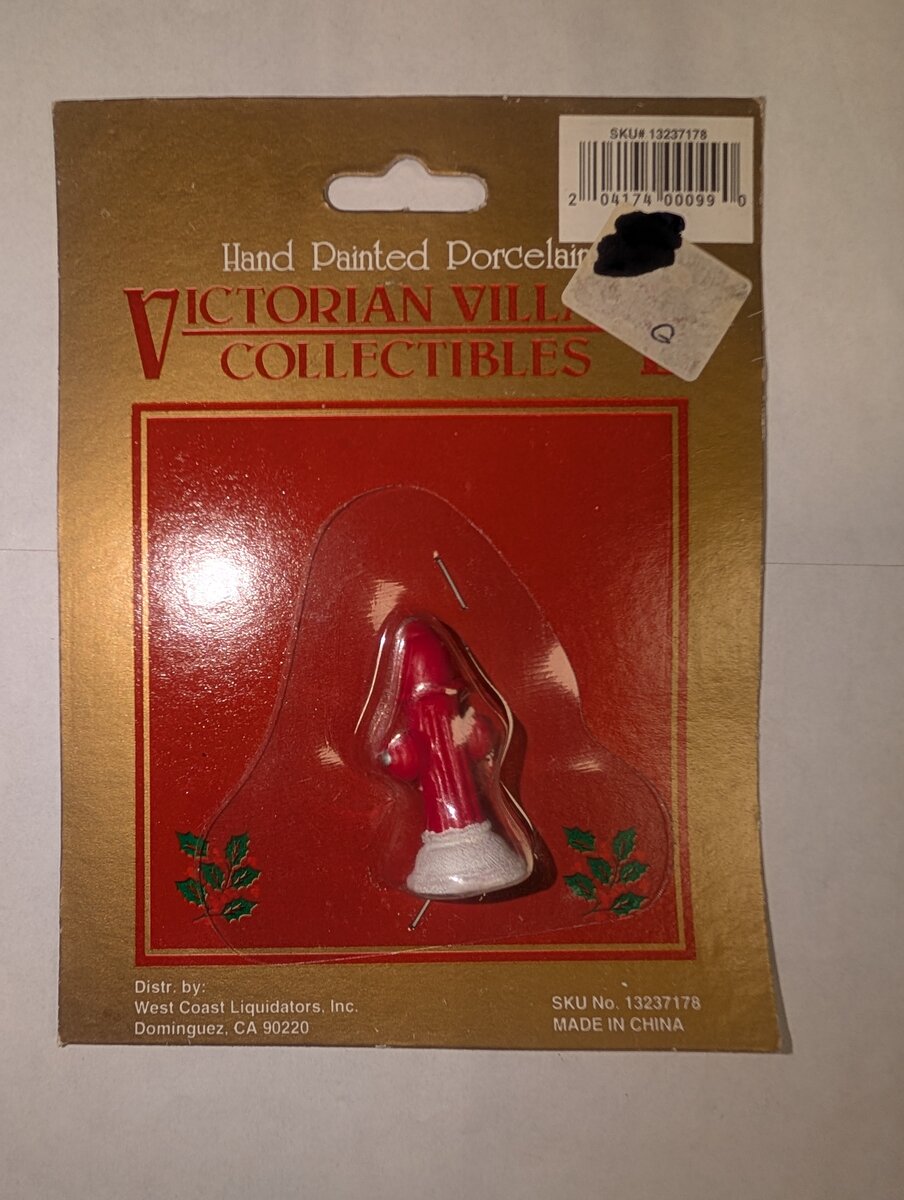 SKU# 13237178
2 04174 00099 0
Hand Painted Porcelain
VICTORIAN
COLLECTIBLES
Q
Distr. by:
West Coast Liquidators, Inc.
Dominguez, CA 90220
SKU No. 13237178
MADE IN CHINA